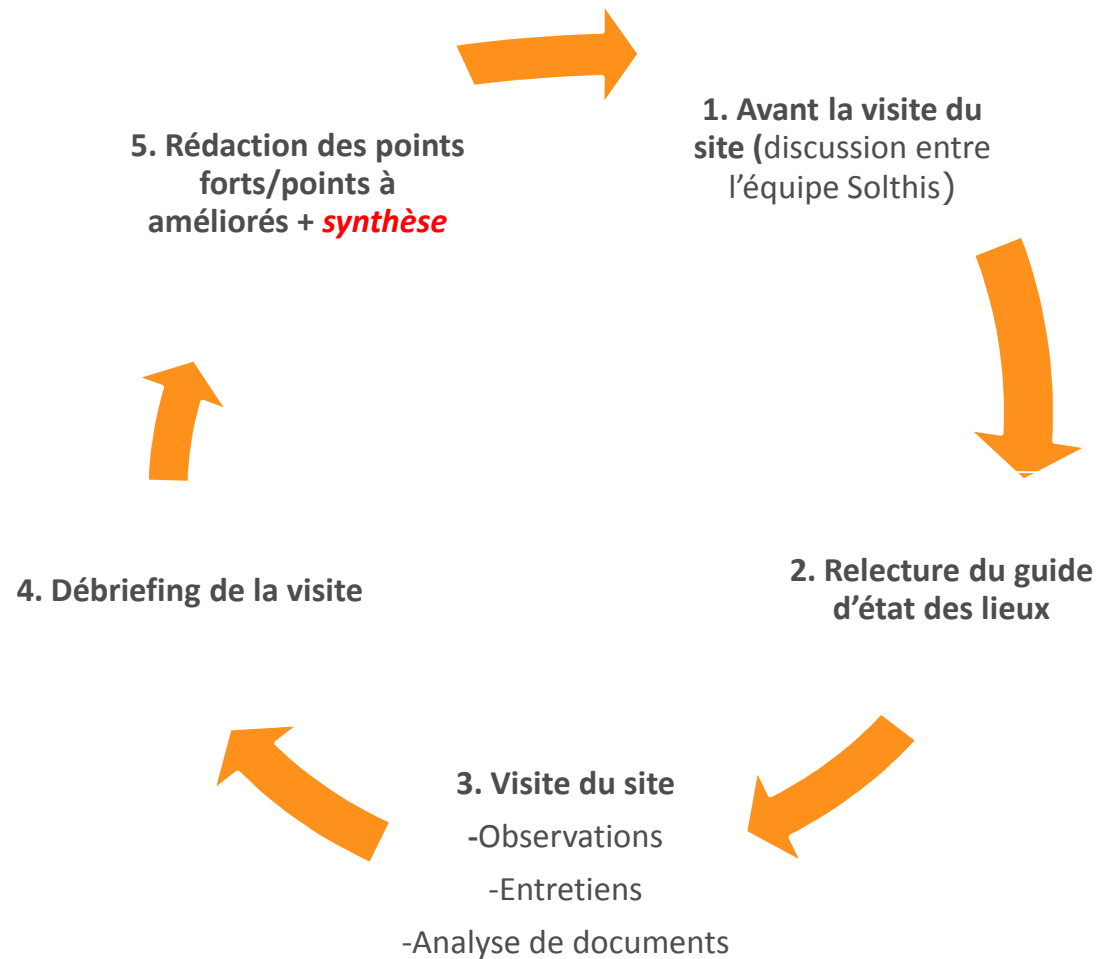 1. Avant la visite du
site (discussion entre
l’équipe Solthis)
2. Relecture du guide
d’état des lieux
3. Visite du site
-Observations
-Entretiens
-Analyse de documents
4. Débriefing de la visite
5. Rédaction des points
forts/points à
améliorés + synthèse